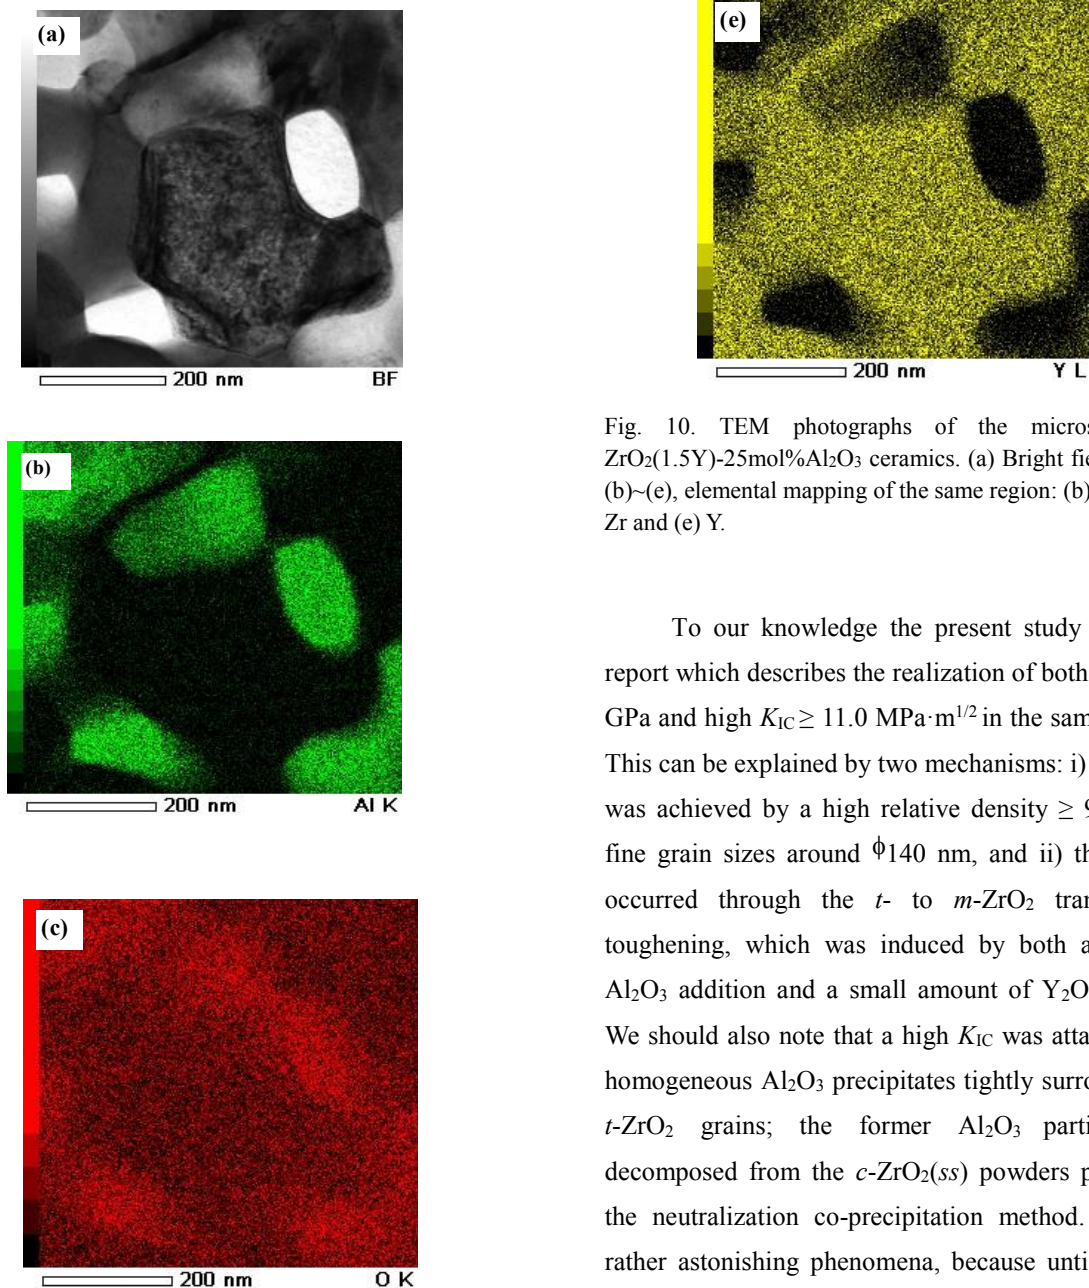 (a)
200 nm BF
(b)
200 nm Al K
(c)
200 nm O K
(e)
200 nm Y L
Fig. 10. TEM photographs of the micros
ZrO2(1.5Y)-25mol%Al2O3 ceramics. (a) Bright fie
(b)~(e), elemental mapping of the same region: (b)
Zr and (e) Y.
To our knowledge the present study
report which describes the realization of both
GPa and high KIC ≥ 11.0 MPa·m1/2 in the sam
This can be explained by two mechanisms: i)
was achieved by a high relative density ≥ 9
fine grain sizes around ϕ140 nm, and ii) th
occurred through the t- to m-ZrO2 tran
toughening, which was induced by both a
Al2O3 addition and a small amount of Y2O
We should also note that a high KIC was atta
homogeneous Al2O3 precipitates tightly surro
t-ZrO2 grains; the former Al2O3 parti
decomposed from the c-ZrO2(ss) powders p
the neutralization co-precipitation method.
rather astonishing phenomena, because unti